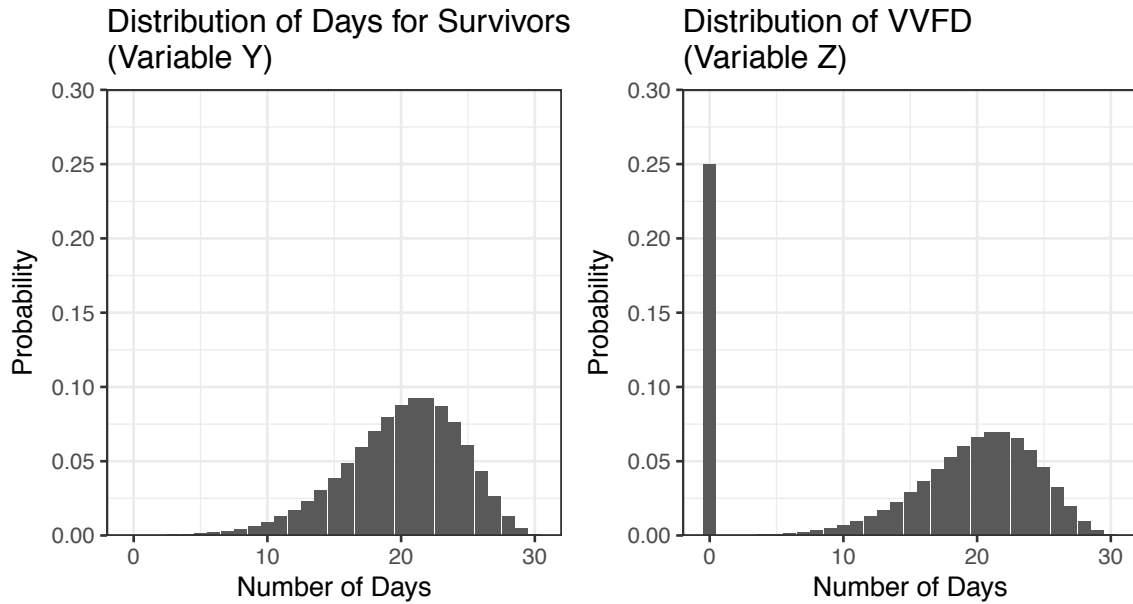 Distribution of Days for Survivors
(Variable Y)
0.30
0.25
0.20
0.15
0.10
0.05
0.00
Probability
0
10
20
30
Number of Days
Distribution of VVFD
(Variable Z)
0.30
0.25
0.20
0.15
0.10
0.05
0.00
Probability
0
10
20
30
Number of Days